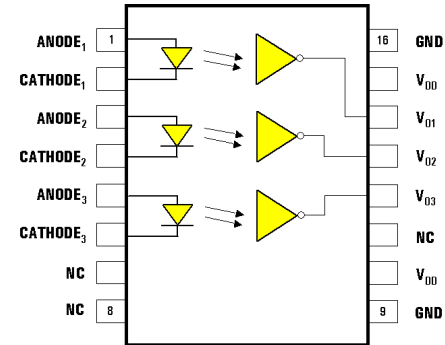 ANODE1 1 16 GND
CATHODE1 VDD
ANODE2 VO1
CATHODE2 VO2
ANODE3 VO3
CATHODE3 NC
NC VDD
NC 8 9 GND